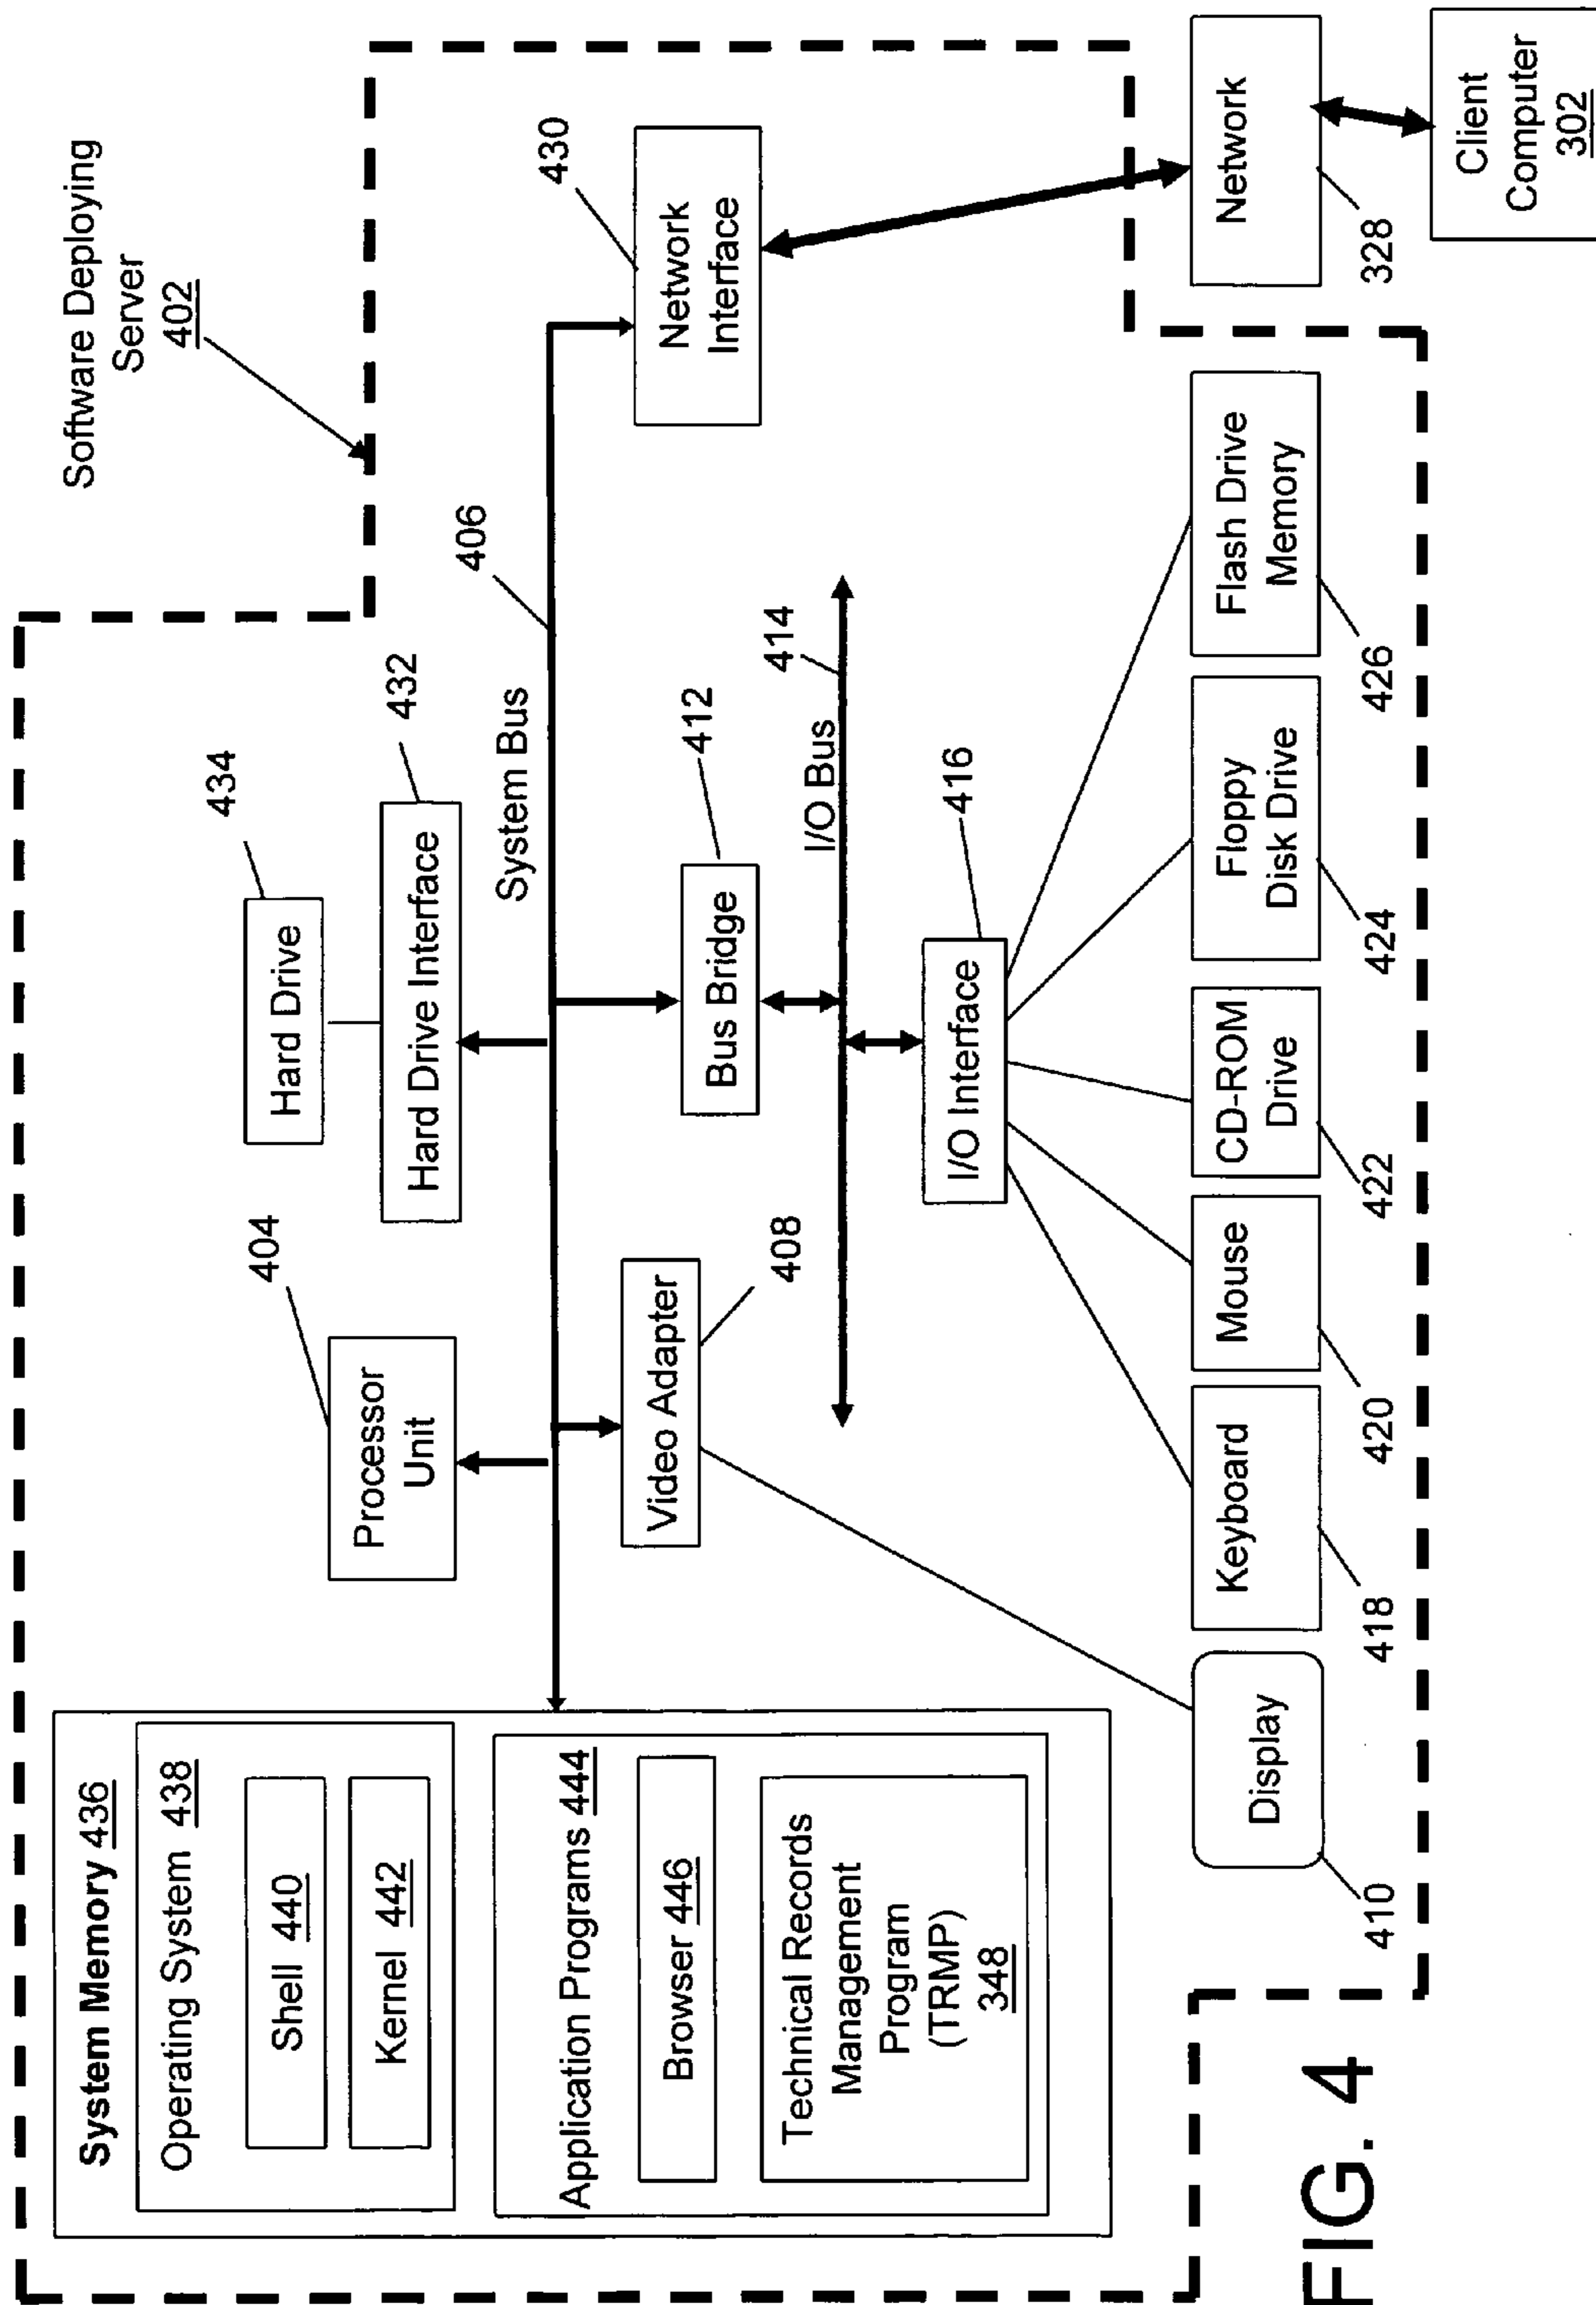 Software Deploying
Server
402
System Memory 436
Operating System 438
Shell 440
Kernel 442
Application Programs 444
Browser 446
Technical Records
Management
Program
(TRMP)
348
404
Processor
Unit
434
Hard Drive
432
Hard Drive Interface
System Bus
406
430
Network
Interface
Video Adapter
408
412
Bus Bridge
414
I/O Bus
416
I/O Interface
Display
410
Keyboard
418
Mouse
420
CD-ROM
Drive
422
Floppy
Disk Drive
424
Flash Drive
Memory
426
Network
328
Client
Computer
302
FIG. 4